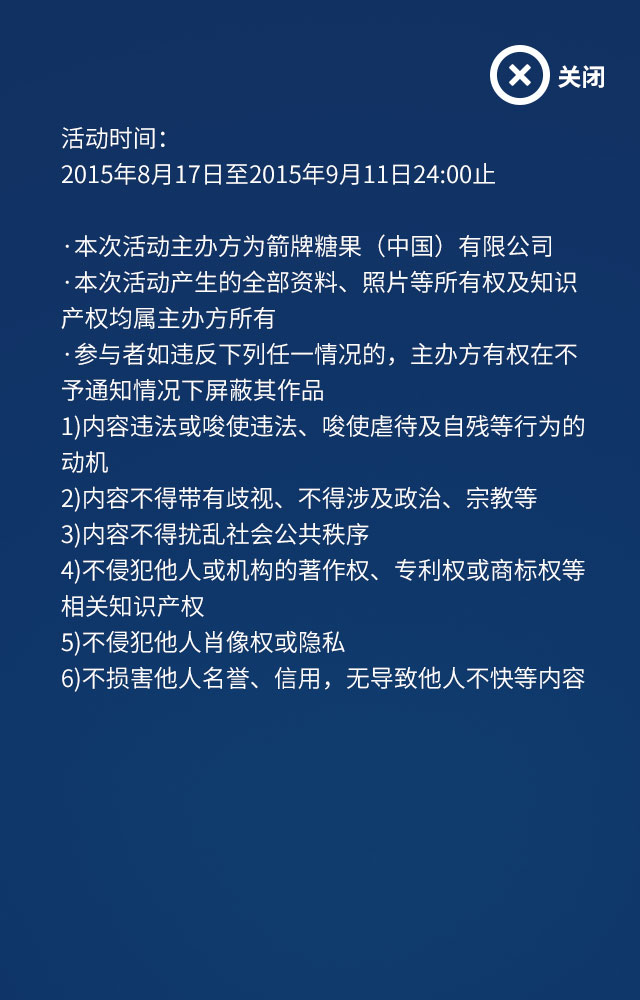 关闭
活动时间：
2015年8月17日至2015年9月11日24:00止
·本次活动主办方为箭牌糖果（中国）有限公司
·本次活动产生的全部资料、照片等所有权及知识
产权均属主办方所有
·参与者如违反下列任一情况的，主办方有权在不
予通知情况下屏蔽其作品
1)内容违法或唆使违法、唆使虐待及自残等行为的
动机
2)内容不得带有歧视、不得涉及政治、宗教等
3)内容不得扰乱社会公共秩序
4)不侵犯他人或机构的著作权、专利权或商标权等
相关知识产权
5)不侵犯他人肖像权或隐私
6)不损害他人名誉、信用，无导致他人不快等内容